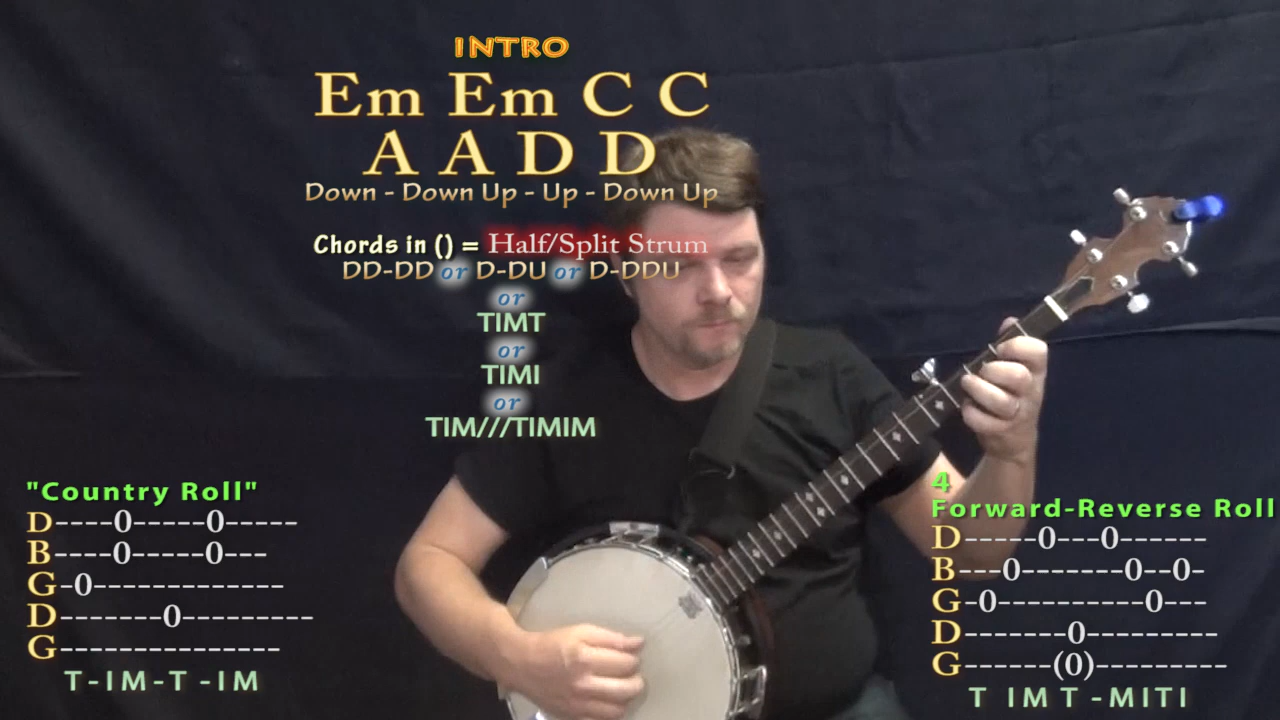 INTRO
Em Em C C
A A D D
Down - Down Up - Up - Down Up
Chords in () = Half/Split Strum
DD-DD or D-DU or D-DDU
or
TIMT
or
TIMI
or
TIM///TIMIM
"Country Roll"
D----0-----0-----
B----0-----0---
G-0-------------
D-------0---------
G---------------
T-IM-T -IM
4
Forward-Reverse Roll
D-----0---0------
B---0-------0--0-
G-0----------0---
D-------0---------
G------(0)---------
T IM T -MITI